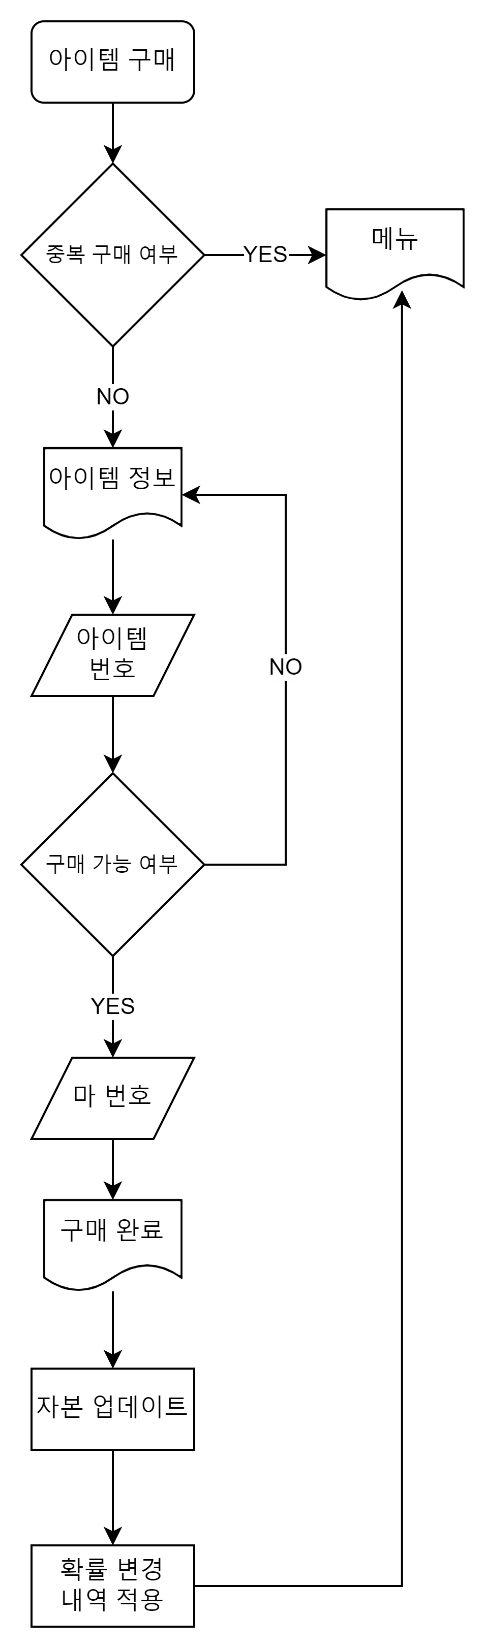 아이템 구매
중복 구매 여부
YES
메뉴
NO
아이템 정보
아이템
번호
NO
구매 가능 여부
YES
마 번호
구매 완료
자본 업데이트
확률 변경
내역 적용